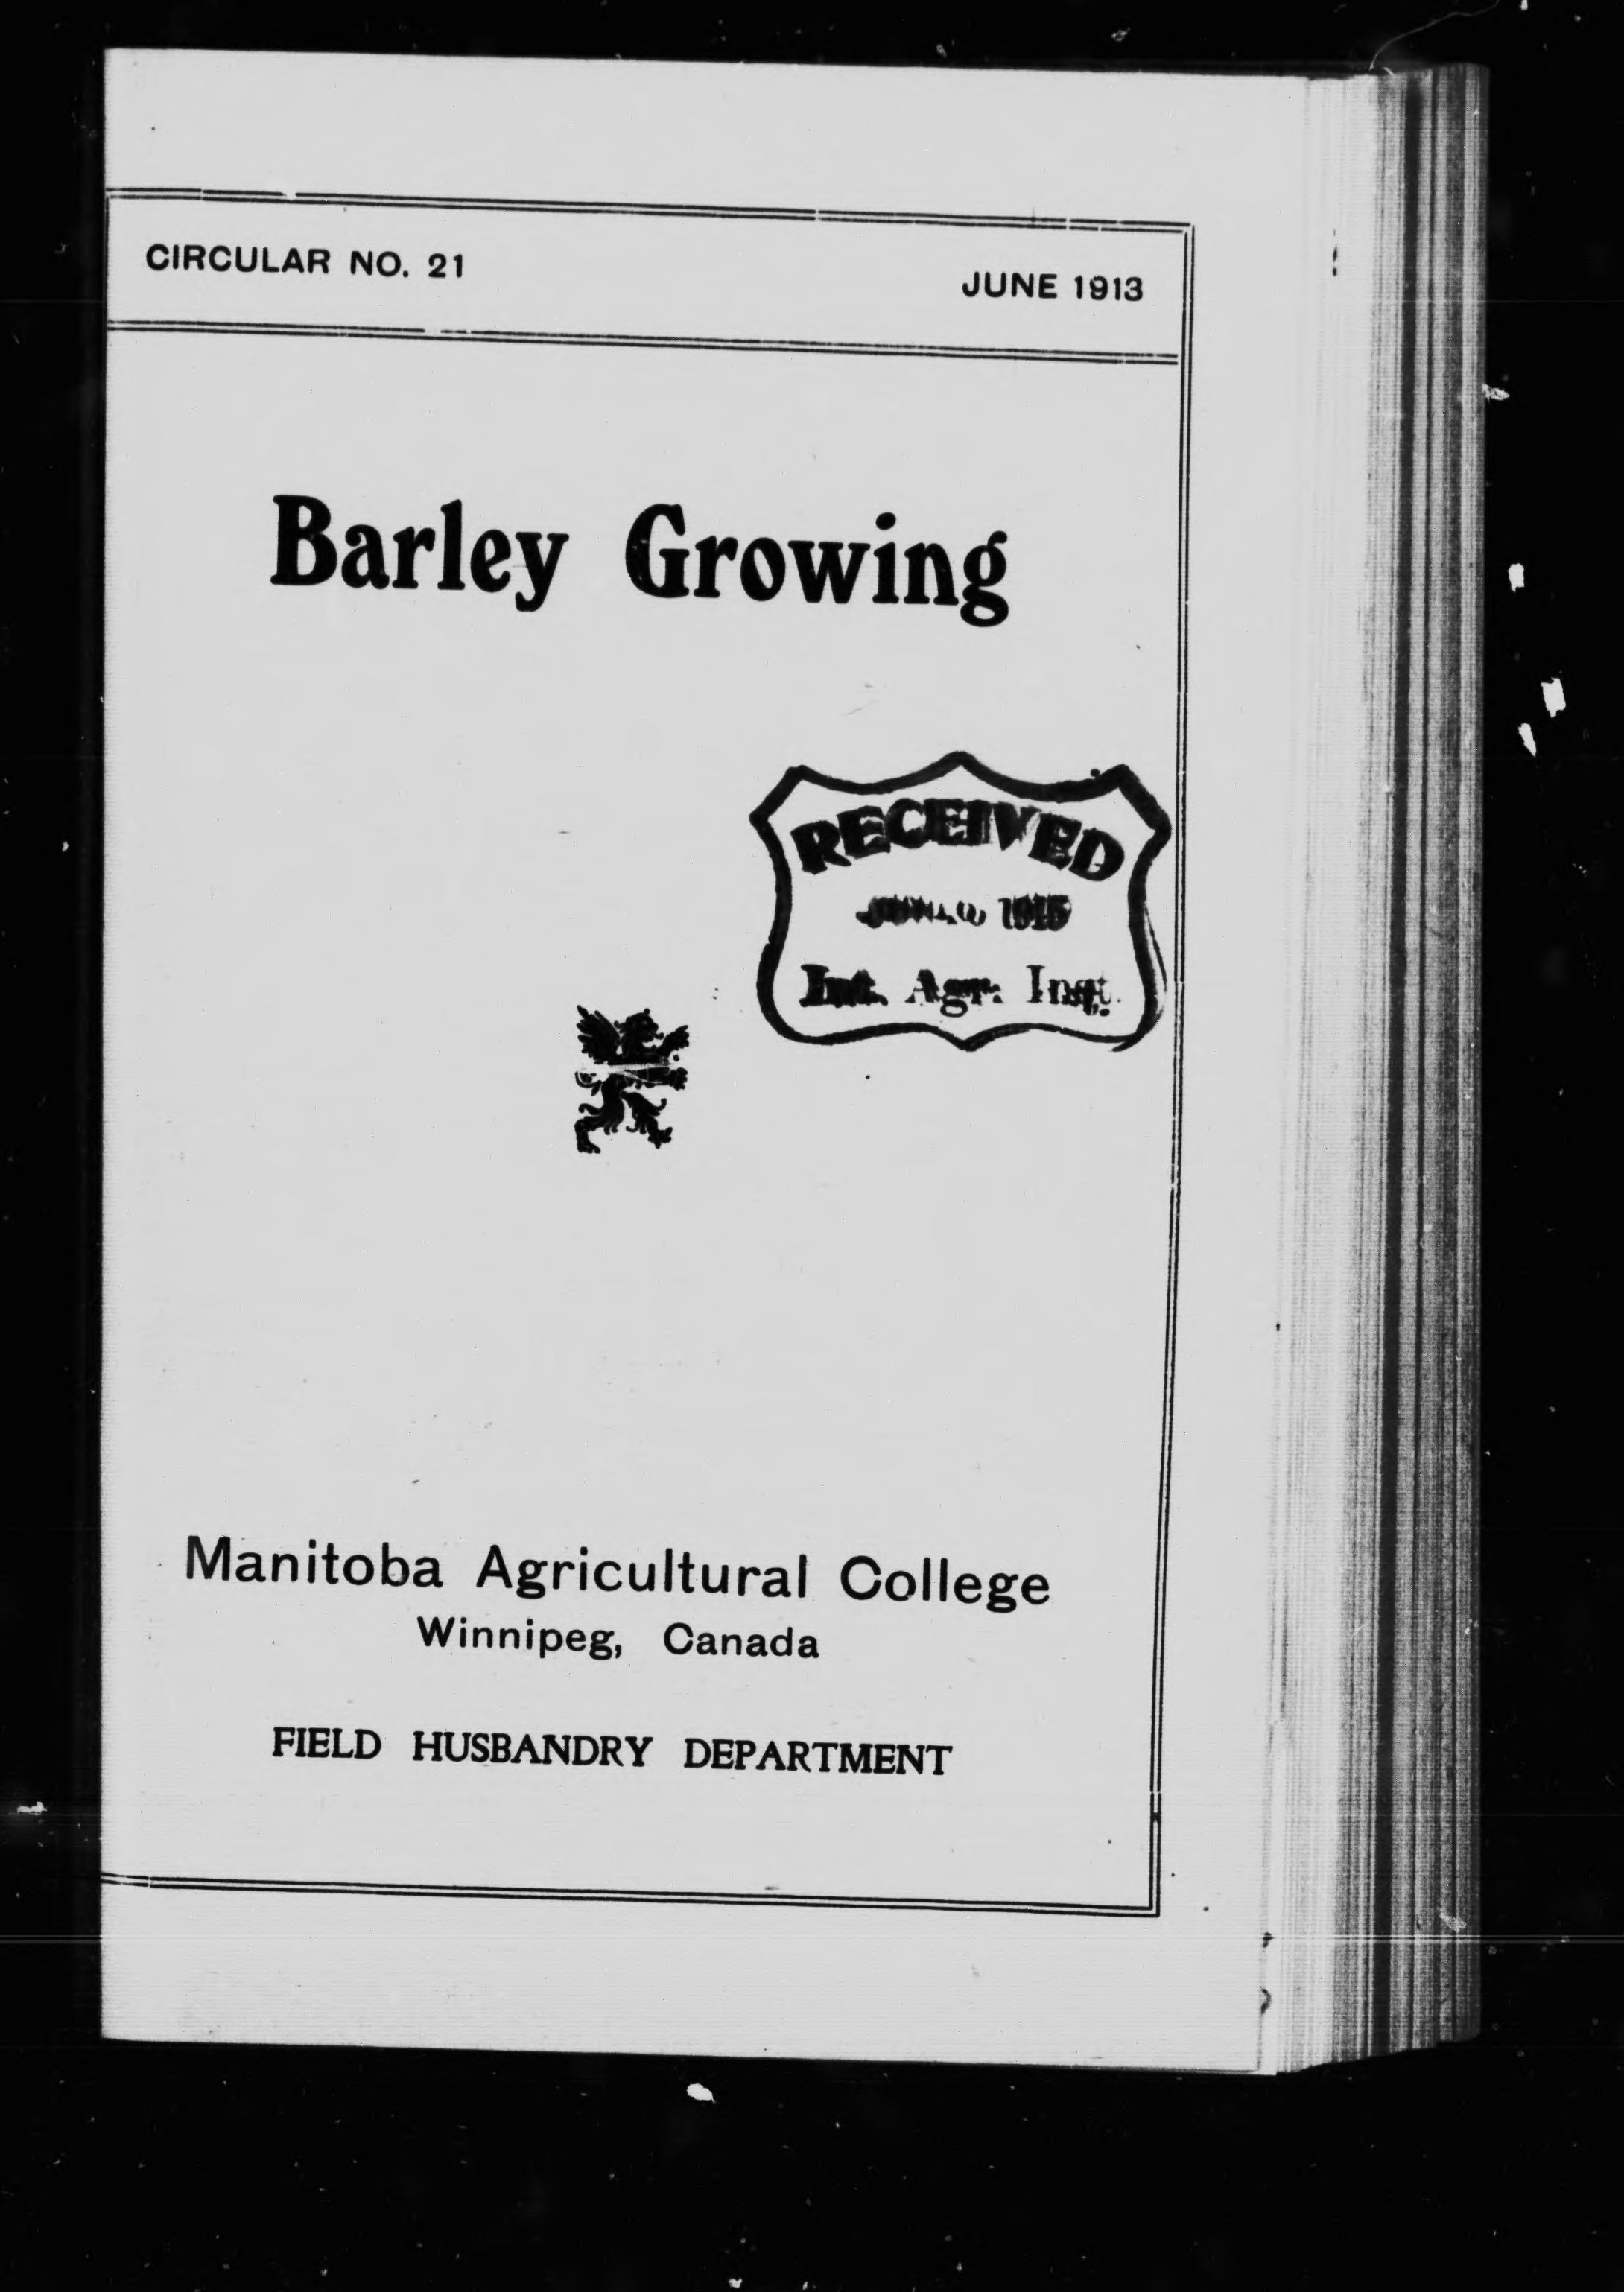 CIRCULAR NO. 21
JUNE 1913
Barley Growing
RECEIVED
1915
Int. Agr. Inst.
Manitoba Agricultural College
Winnipeg, Canada
FIELD HUSBANDRY DEPARTMENT